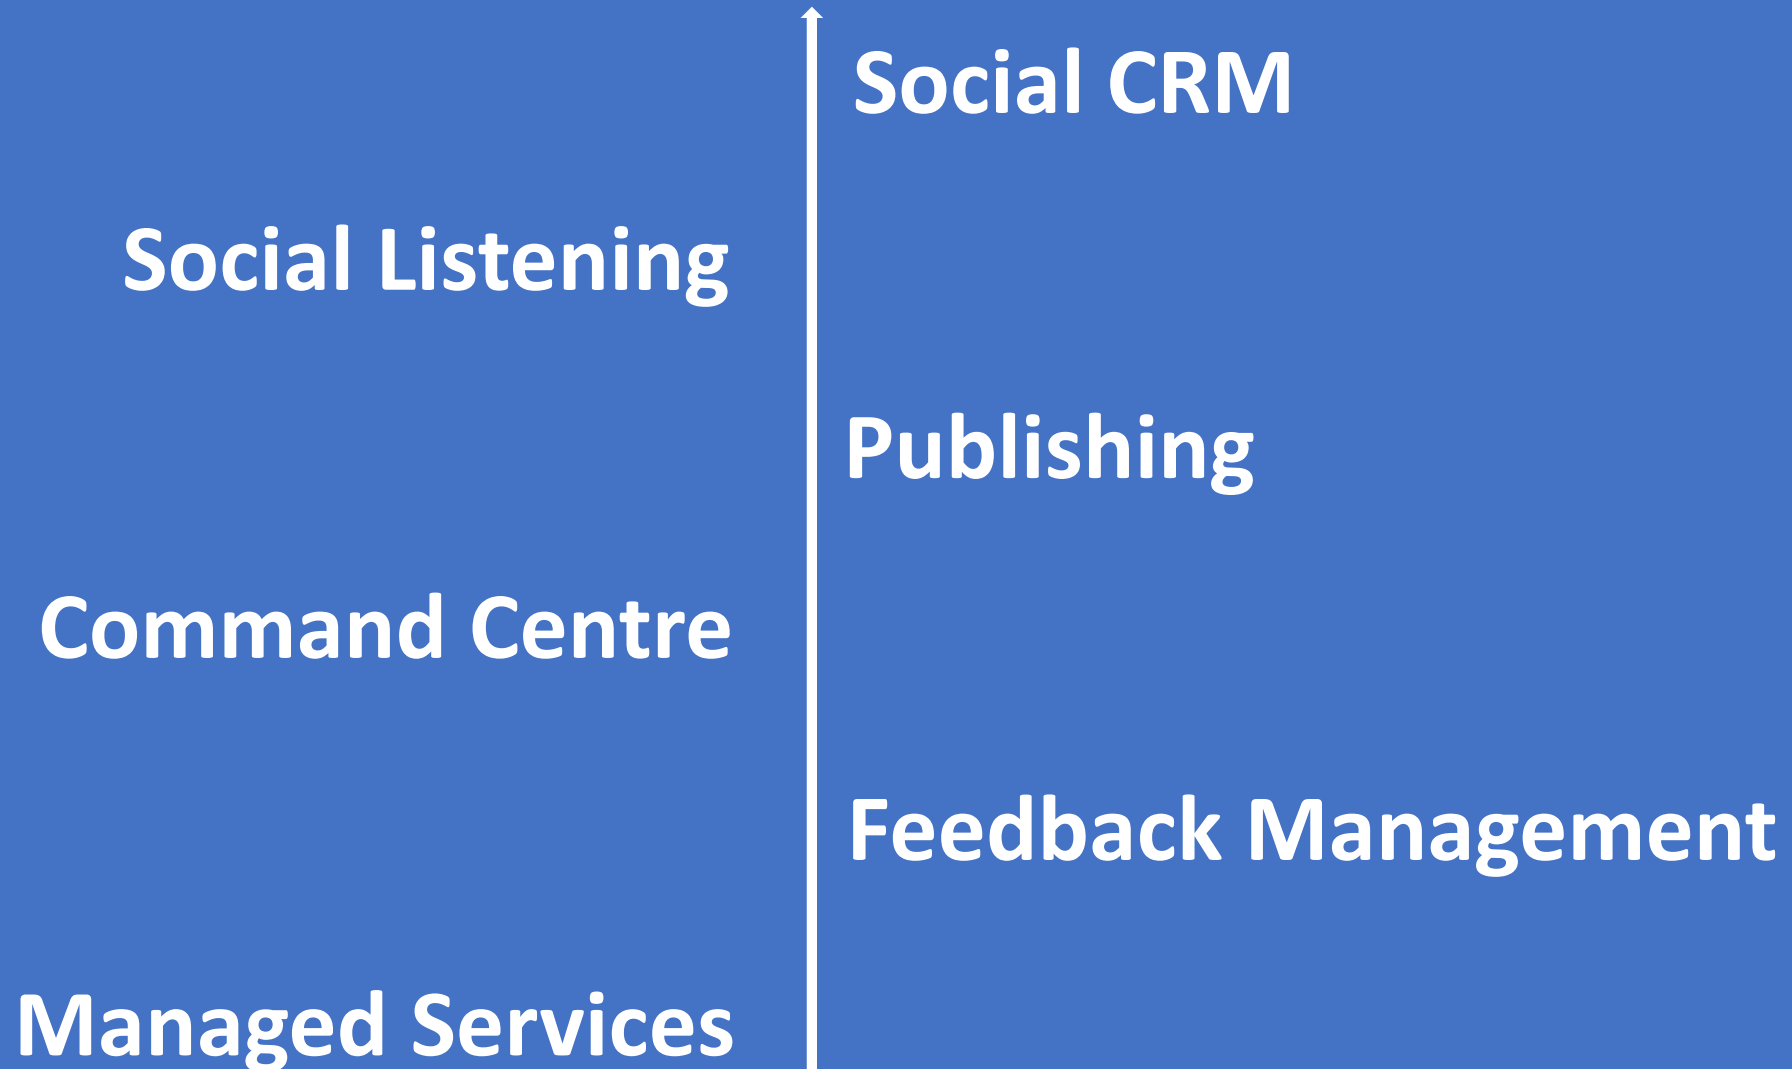 Social CRM
Social Listening
Publishing
Command Centre
Feedback Management
Managed Services